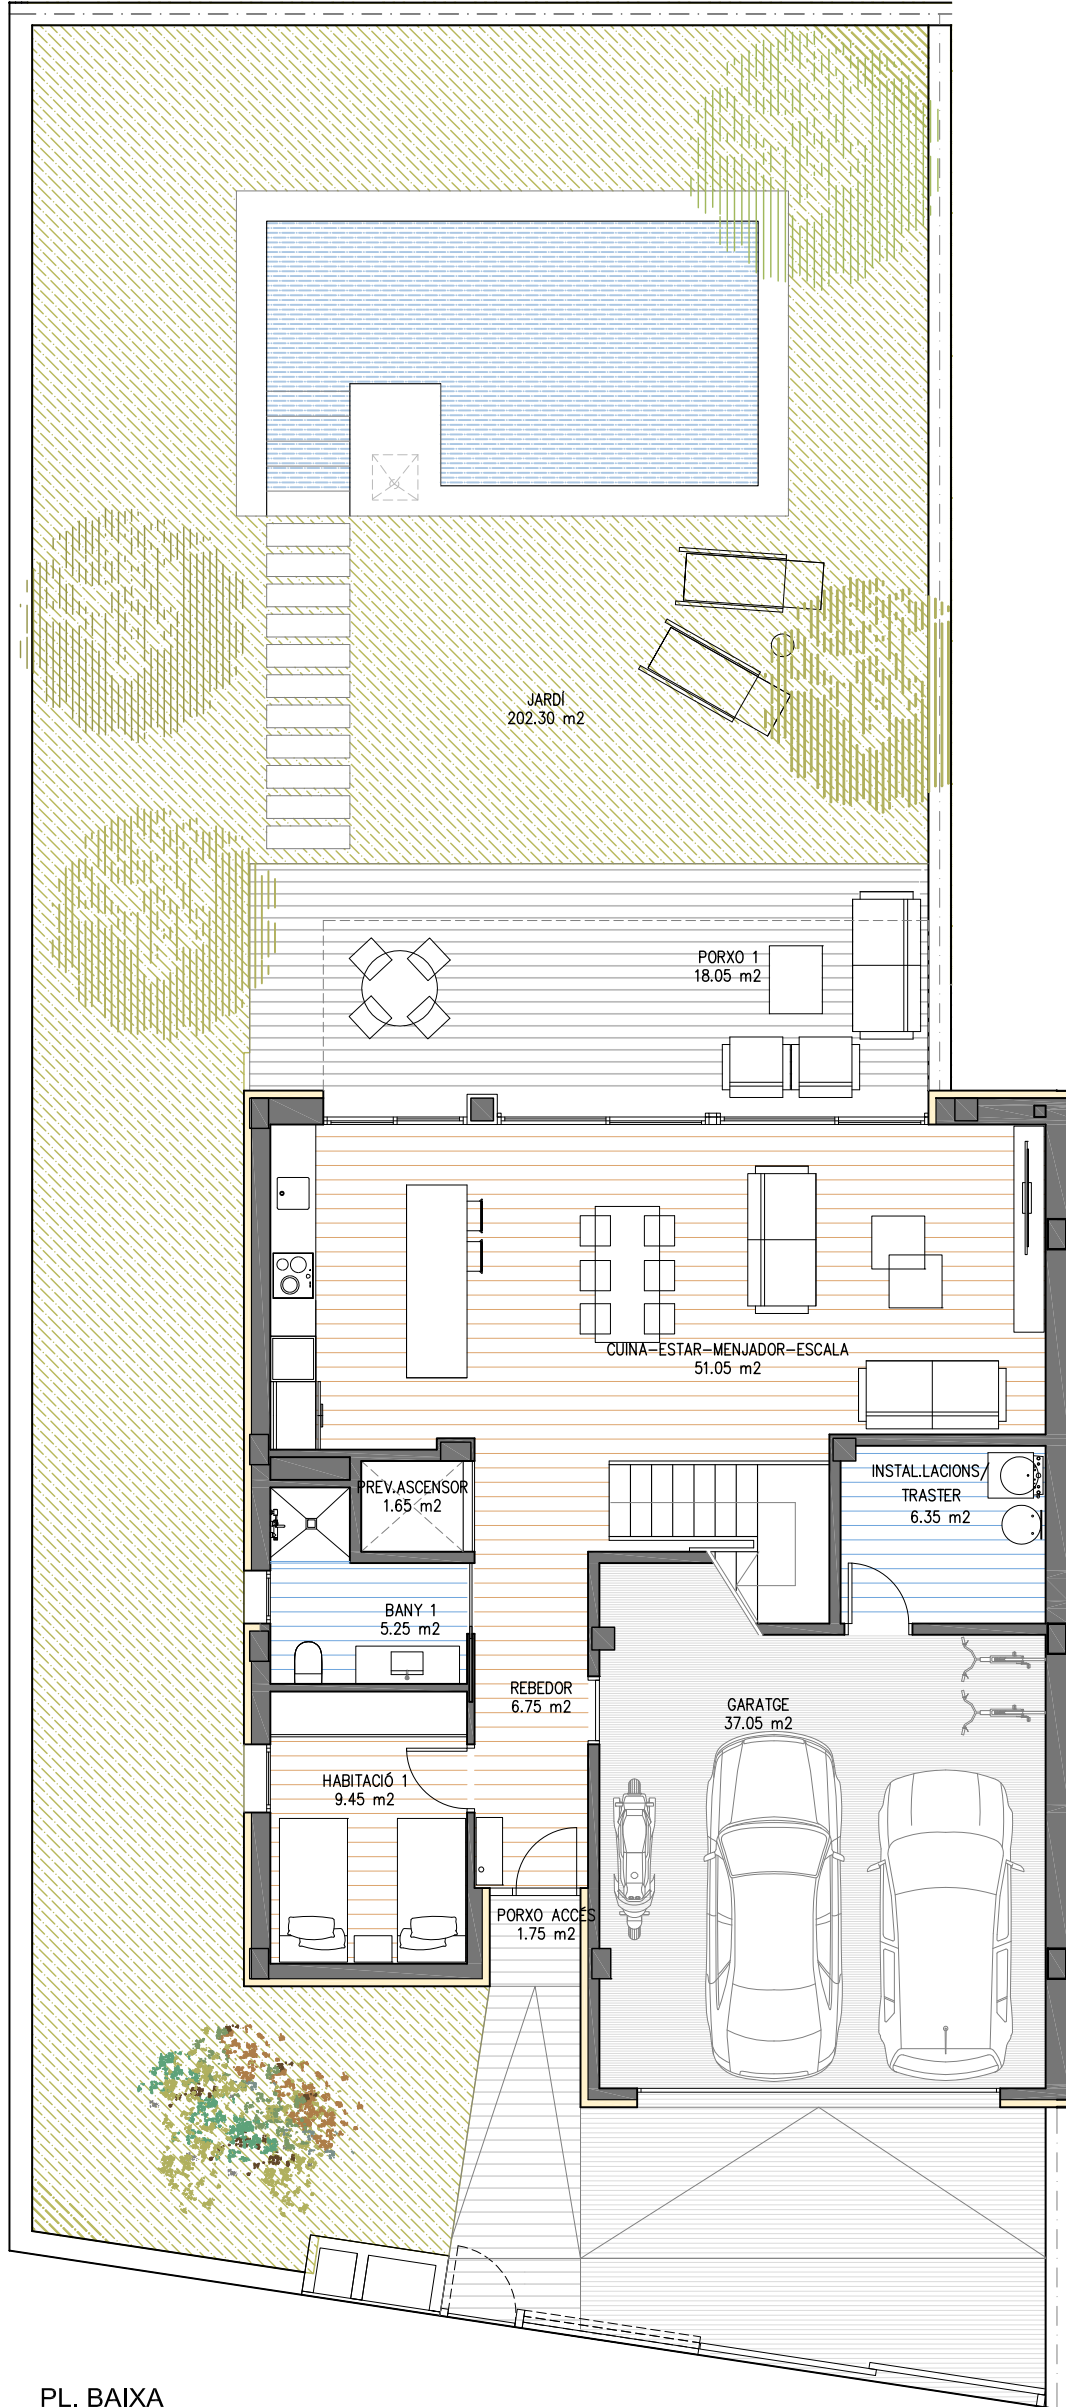 JARDÍ
202.30 m2
PORXO 1
18.05 m2
CUINA-ESTAR-MENJADOR-ESCALA
51.05 m2
PREV.ASCENSOR
1.65 m2
INSTAL.LACIONS/
TRASTER
6.35 m2
BANY 1
5.25 m2
REBEDOR
6.75 m2
GARATGE
37.05 m2
HABITACIÓ 1
9.45 m2
PORXO ACCÉS
1.75 m2
PL. BAIXA